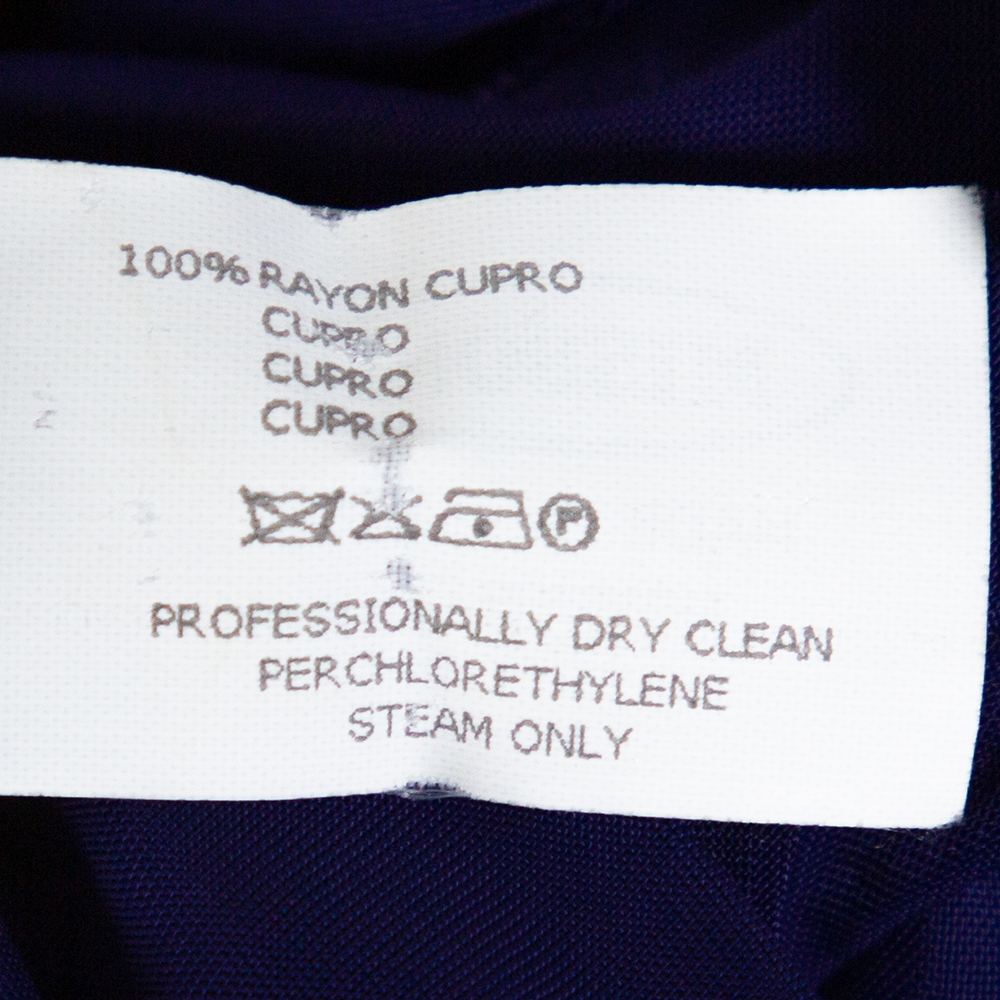 100% RAYON CUPRO
CUPRO
CUPRO
CUPRO
P
PROFESSIONALLY DRY CLEAN
PERCHLORETHYLENE
STEAM ONLY